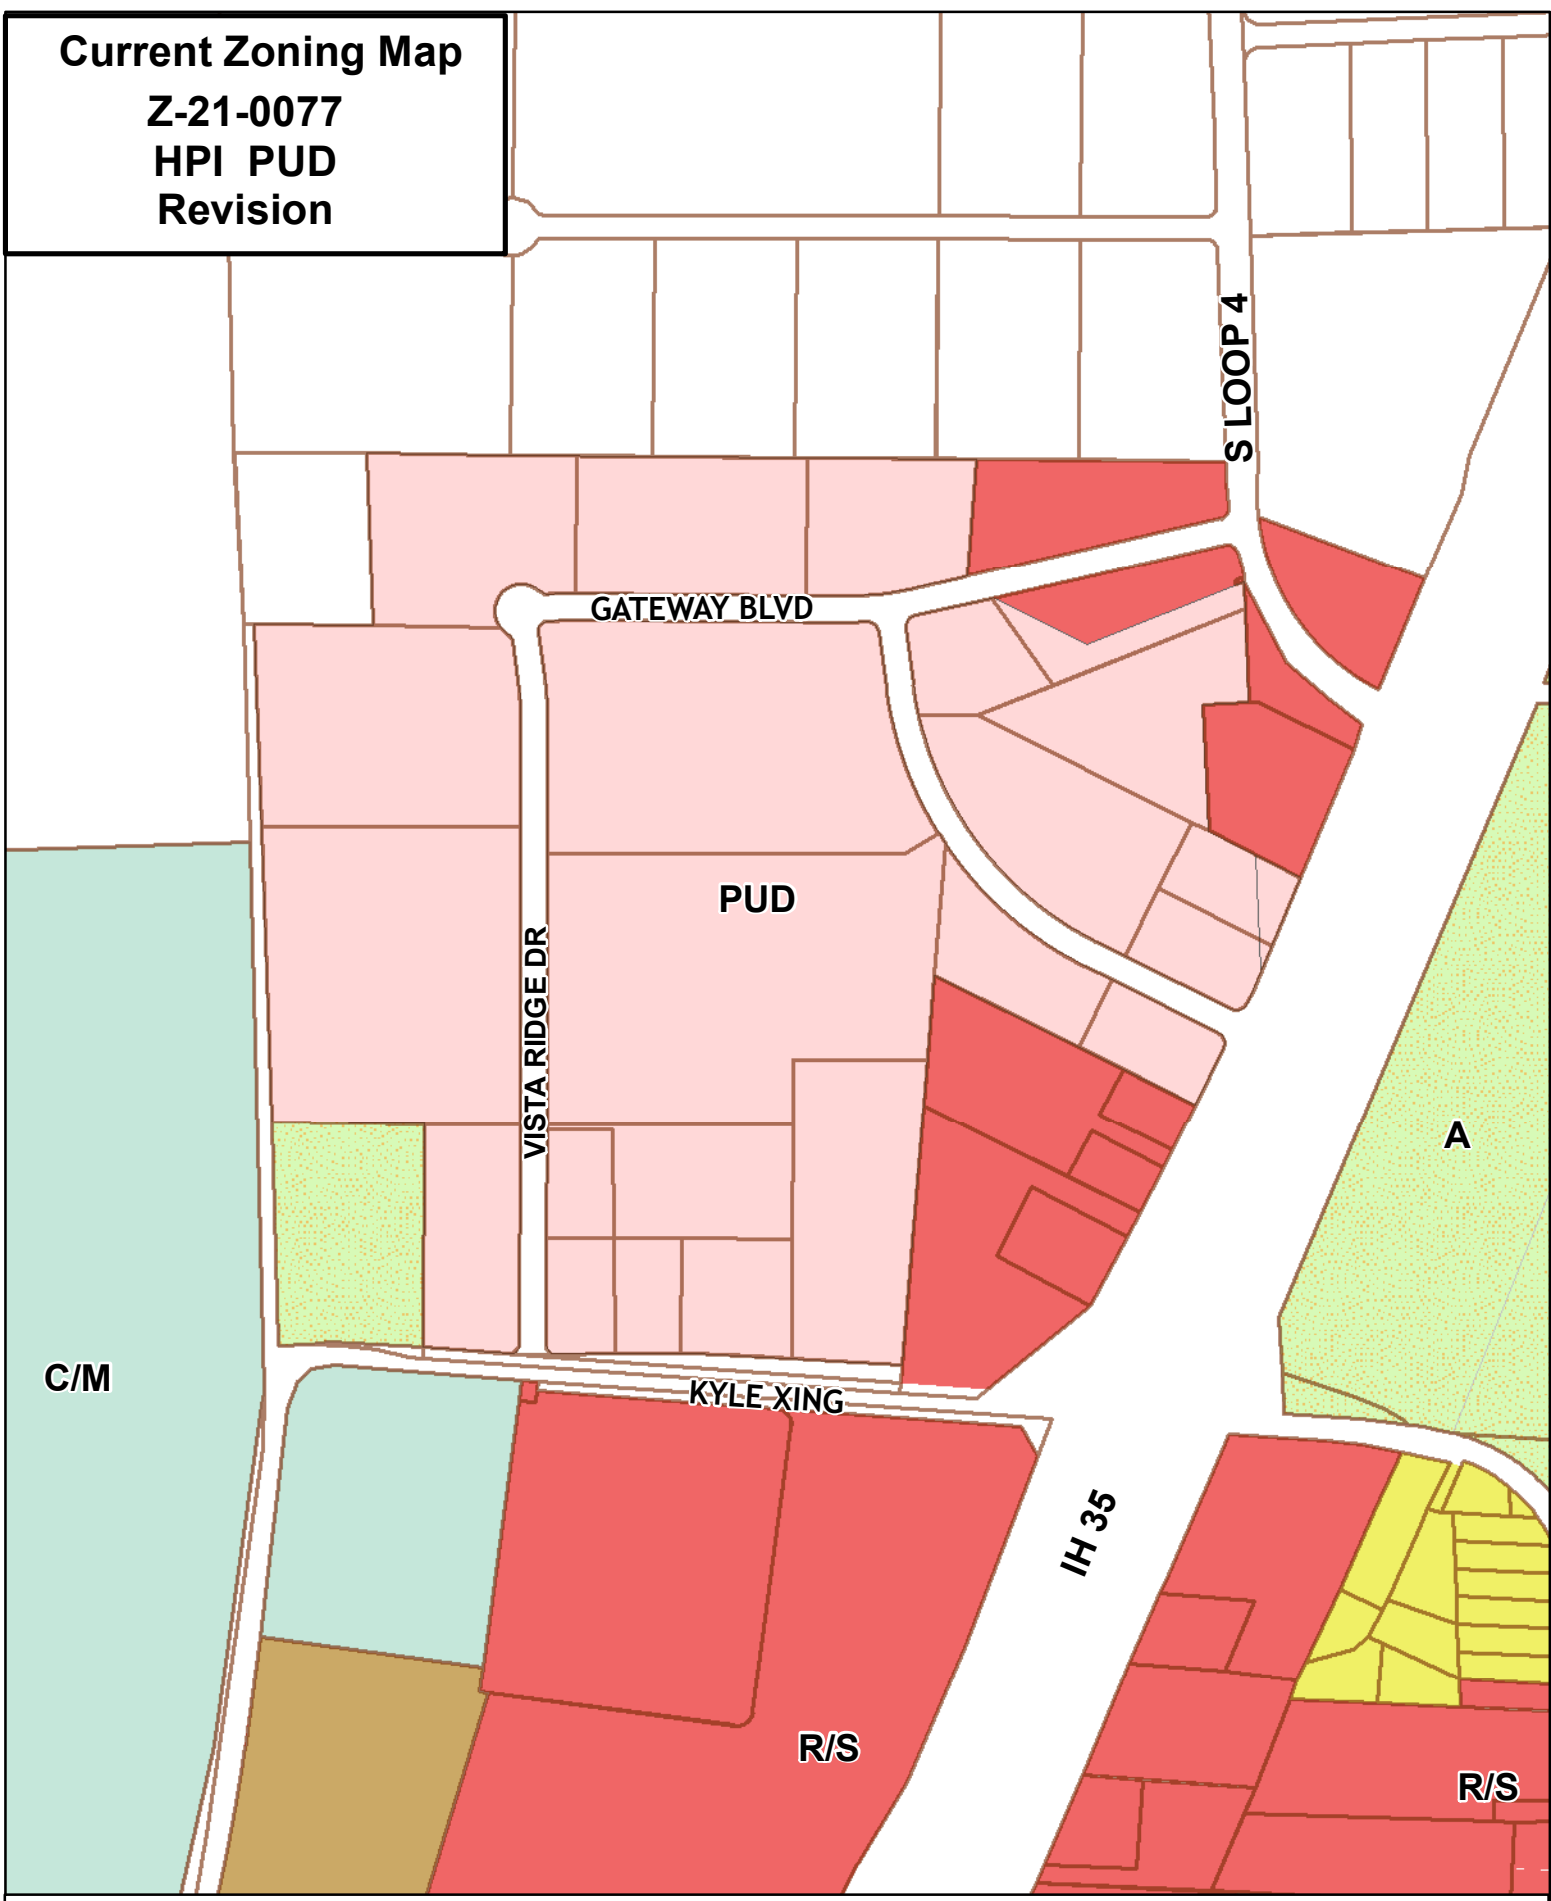 Current Zoning Map
Z-21-0077
HPI PUD
Revision
S LOOP 4
GATEWAY BLVD
PUD
VISTA RIDGE DR
A
C/M
KYLE XING
IH 35
R/S
R/S